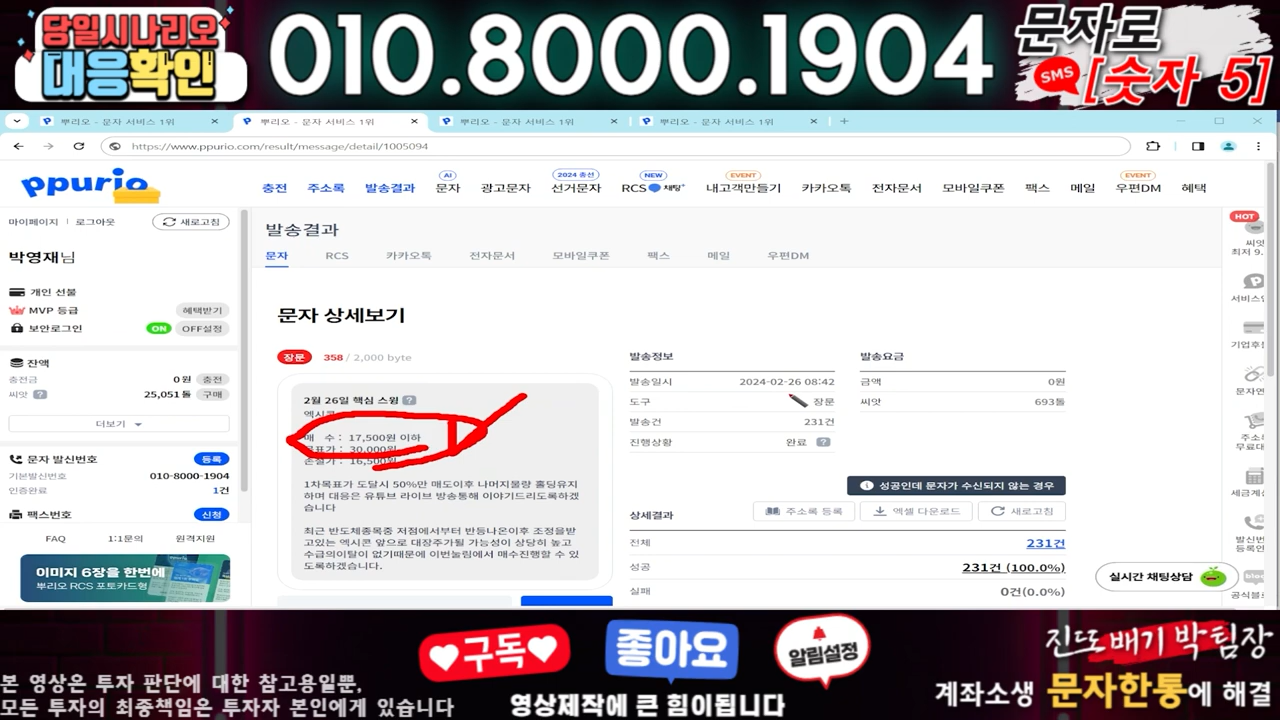 당일시나리오
대응확인
010.8000.1904
문자로
SMS [숫자 5]
뿌리오 - 문자 서비스 1위
뿌리오 - 문자 서비스 1위
뿌리오 - 문자 서비스 1위
뿌리오 - 문자 서비스 1위
https://www.ppurio.com/result/message/detail/1005094
ppurio
AI 2024 총선 NEW EVENT EVENT
충전 주소록 발송결과 문자 광고문자 선거문자 RCS 채팅+ 내고객만들기 카카오톡 전자문서 모바일쿠폰 팩스 메일 우편DM 혜택
마이페이지 로그아웃 새로고침
박영재님
개인 선불
MVP 등급 혜택받기
보안로그인 ON OFF설정
잔액
충전금 0원 충전
씨앗 ? 25,051톨 구매
더보기
문자 발신번호 등록
기본발신번호 010-8000-1904
인증완료 1건
팩스번호 신청
FAQ 1:1문의 원격지원
이미지 6장을 한번에
뿌리오 RCS 포토카드형
발송결과
문자 RCS 카카오톡 전자문서 모바일쿠폰 팩스 메일 우편DM
문자 상세보기
장문 358 / 2,000 byte
2월 26일 핵심 스윙 ?
엑시콘
매 수 : 17,500원 이하
목표가 : 30,000원
손절가 : 16,500원
1차목표가 도달시 50%만 매도이후 나머지물량 홀딩유지
하며 대응은 유튜브 라이브 방송통해 이야기드리도록하겠
습니다
최근 반도체종목중 저점에서부터 반등나온이후 조정을받
고있는 엑시콘 앞으로 대장주가될 가능성이 상당히 높고
수급의이탈이 없기때문에 이번눌림에서 매수진행할 수 있
도록하겠습니다.
발송정보
발송일시 2024-02-26 08:42
도구 장문
발송건 231건
진행상황 완료 ?
발송요금
금액 0원
씨앗 693톨
성공인데 문자가 수신되지 않는 경우
상세결과 주소록 등록 엑셀 다운로드 새로고침
전체 231건
성공 231건 (100.0%)
실패 0건(0.0%)
HOT
씨앗
최저 9.
실시간 채팅상담
구독
좋아요
알림설정
영상제작에 큰 힘이됩니다
본 영상은 투자 판단에 대한 참고용일뿐,
모든 투자의 최종책임은 투자자 본인에게 있습니다
진또배기 박팀장
계좌소생 문자한통에 해결